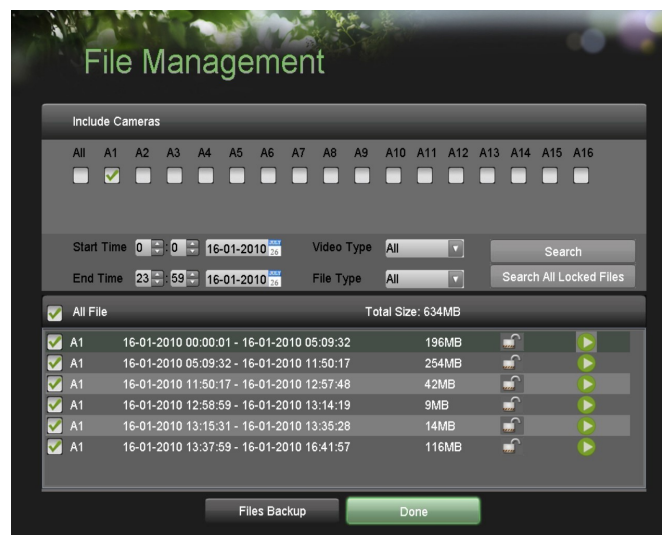 File Management
Include Cameras
All A1 A2 A3 A4 A5 A6 A7 A8 A9 A10 A11 A12 A13 A14 A15 A16
Start Time 0 : 0 16-01-2010 26 Video Type All Search
End Time 23 : 59 16-01-2010 26 File Type All Search All Locked Files
All File Total Size: 634MB
A1 16-01-2010 00:00:01 - 16-01-2010 05:09:32 196MB
A1 16-01-2010 05:09:32 - 16-01-2010 11:50:17 254MB
A1 16-01-2010 11:50:17 - 16-01-2010 12:57:48 42MB
A1 16-01-2010 12:58:59 - 16-01-2010 13:14:19 9MB
A1 16-01-2010 13:15:31 - 16-01-2010 13:35:28 14MB
A1 16-01-2010 13:37:59 - 16-01-2010 16:41:57 116MB
Files Backup Done